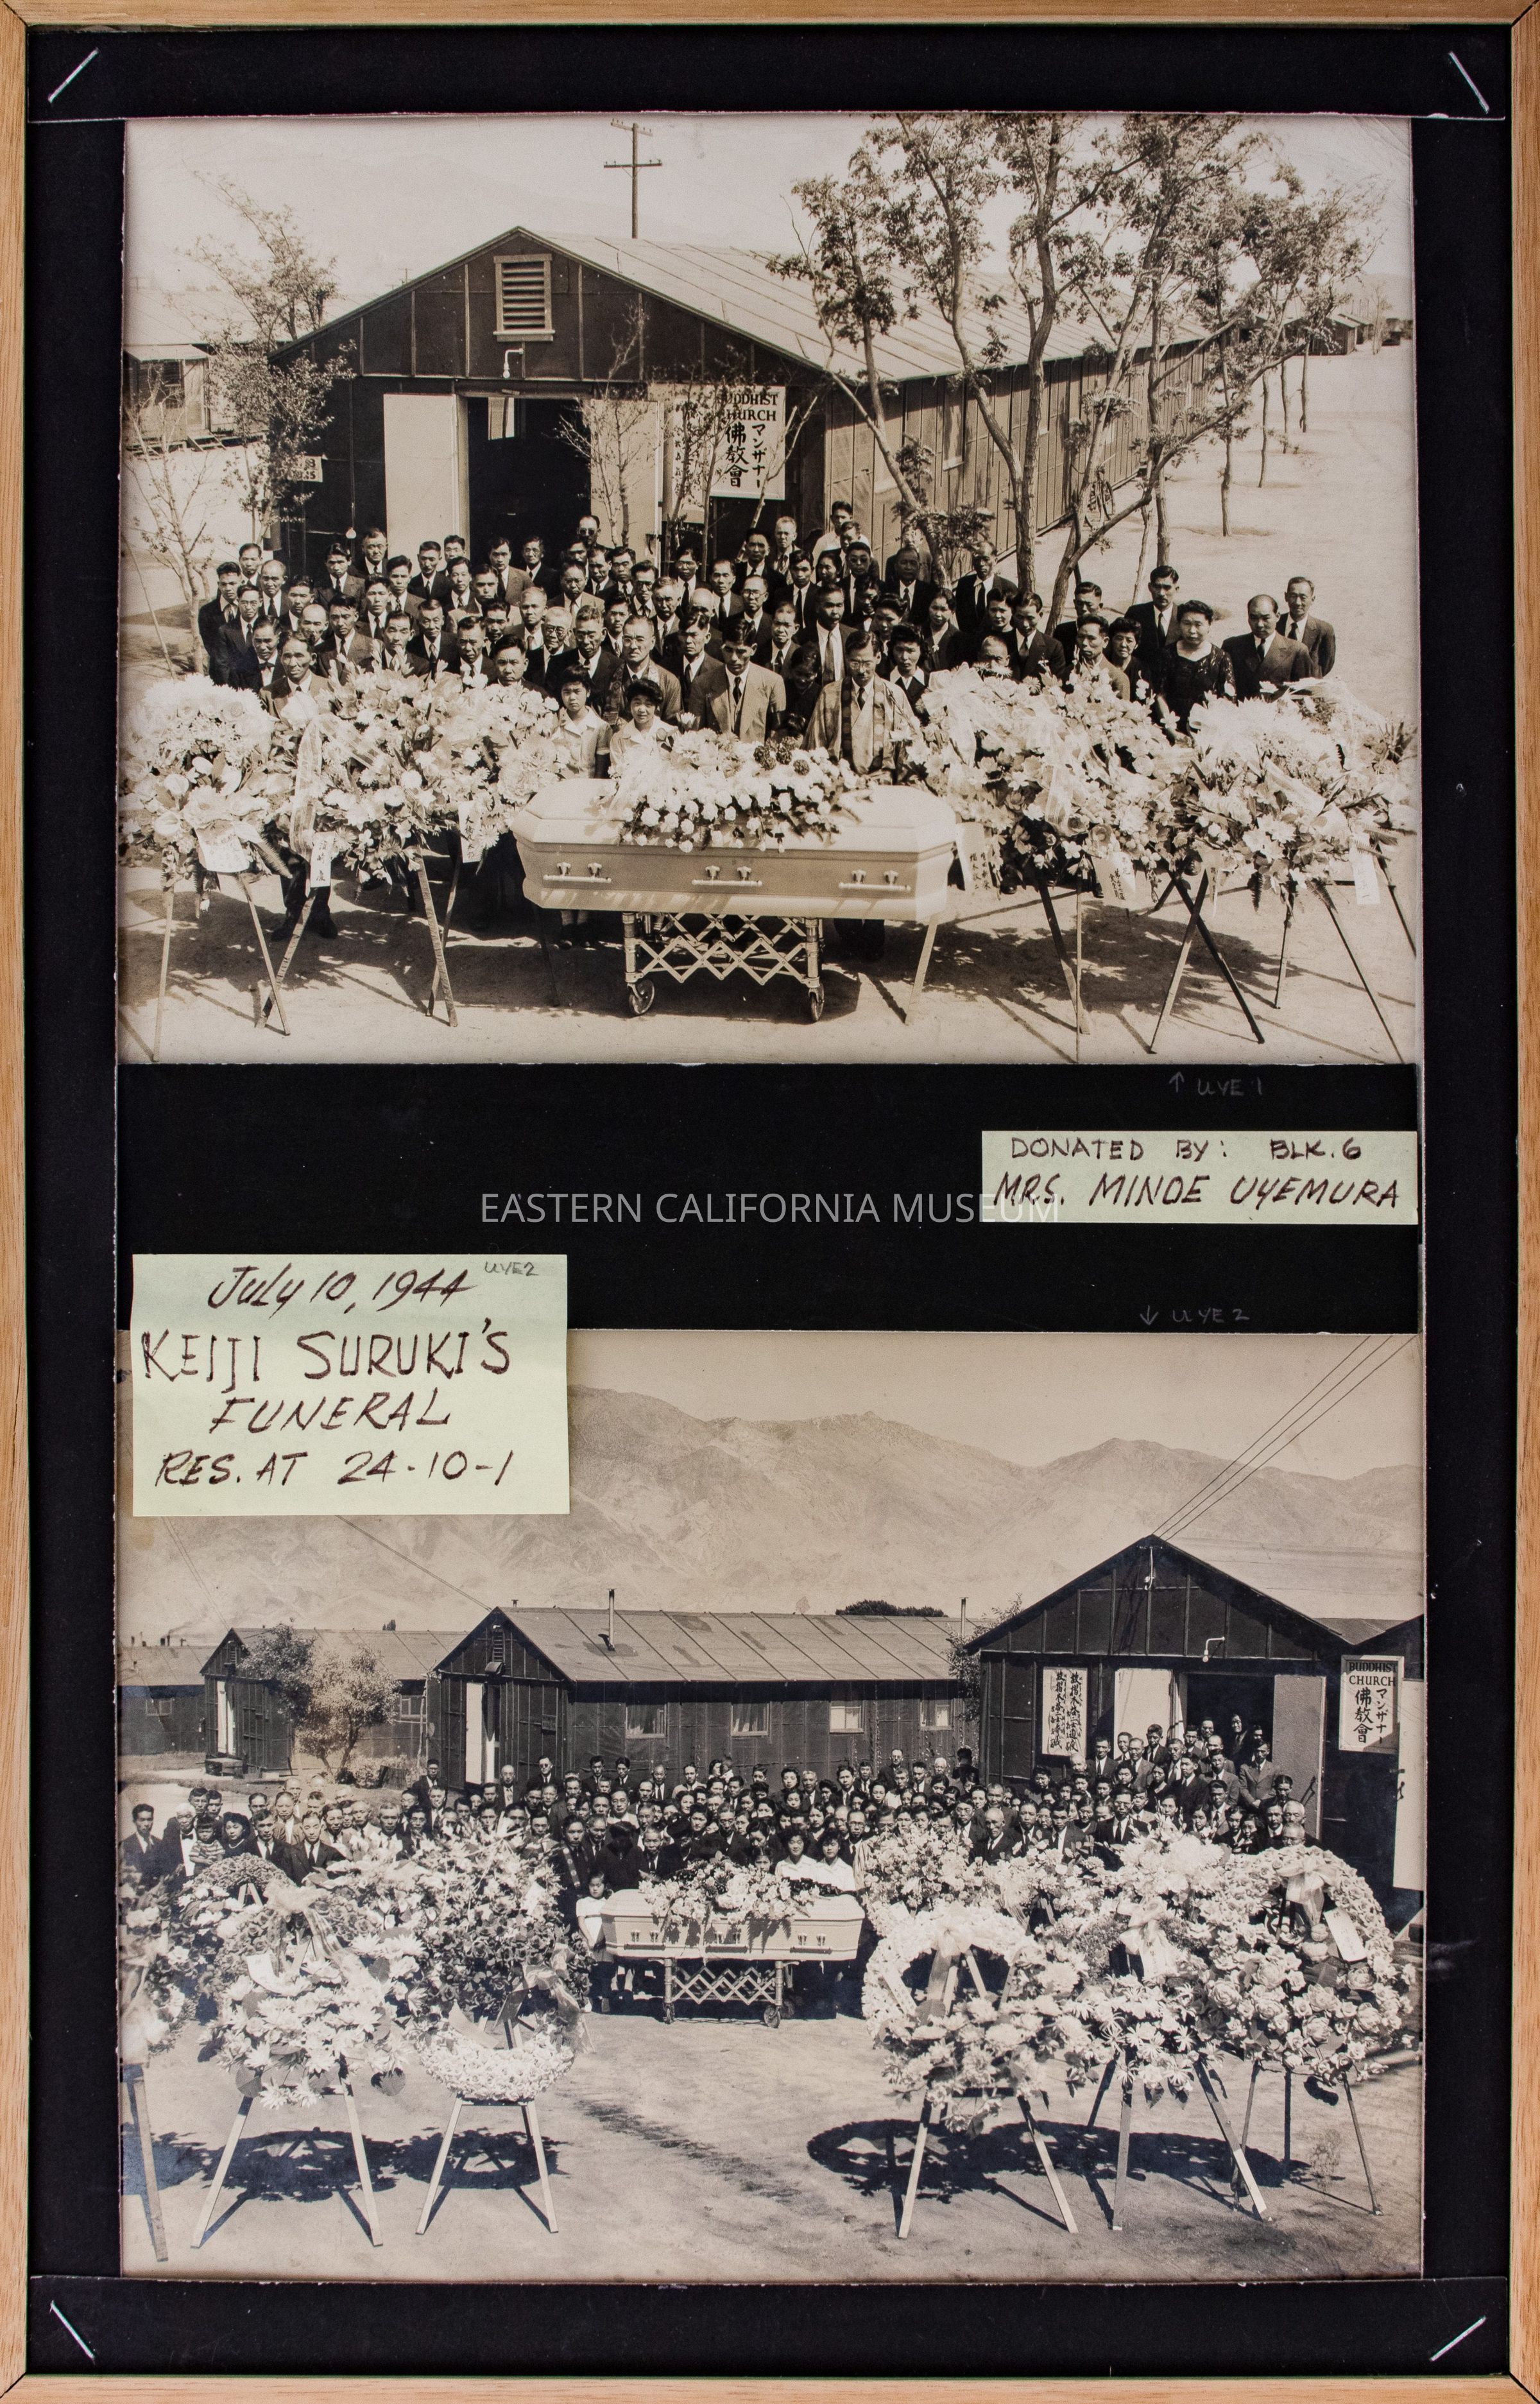 BUDDHIST
CHURCH
マンザナー
佛教會
↑ UYE 1
DONATED BY: BLK. 6
MRS. MINOE UYEMURA
EASTERN CALIFORNIA MUSEUM
UYE2
July 10, 1944
KEIJI SURUKI'S
FUNERAL
RES. AT 24-10-1
↓ UYE 2
BUDDHIST
CHURCH
マンザナー
佛教會